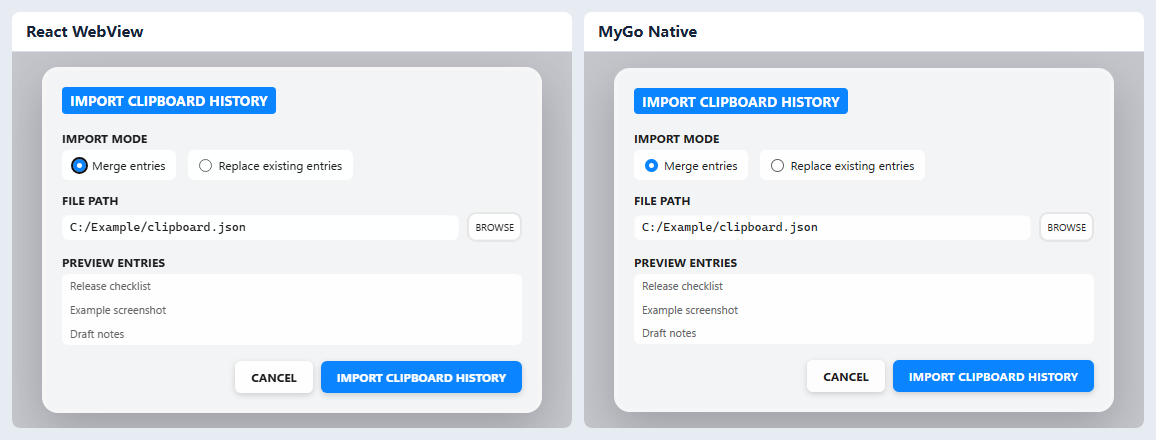 React WebView
IMPORT CLIPBOARD HISTORY
IMPORT MODE
Merge entries Replace existing entries
FILE PATH
C:/Example/clipboard.json BROWSE
PREVIEW ENTRIES
Release checklist
Example screenshot
Draft notes
CANCEL IMPORT CLIPBOARD HISTORY
MyGo Native
IMPORT CLIPBOARD HISTORY
IMPORT MODE
Merge entries Replace existing entries
FILE PATH
C:/Example/clipboard.json BROWSE
PREVIEW ENTRIES
Release checklist
Example screenshot
Draft notes
CANCEL IMPORT CLIPBOARD HISTORY